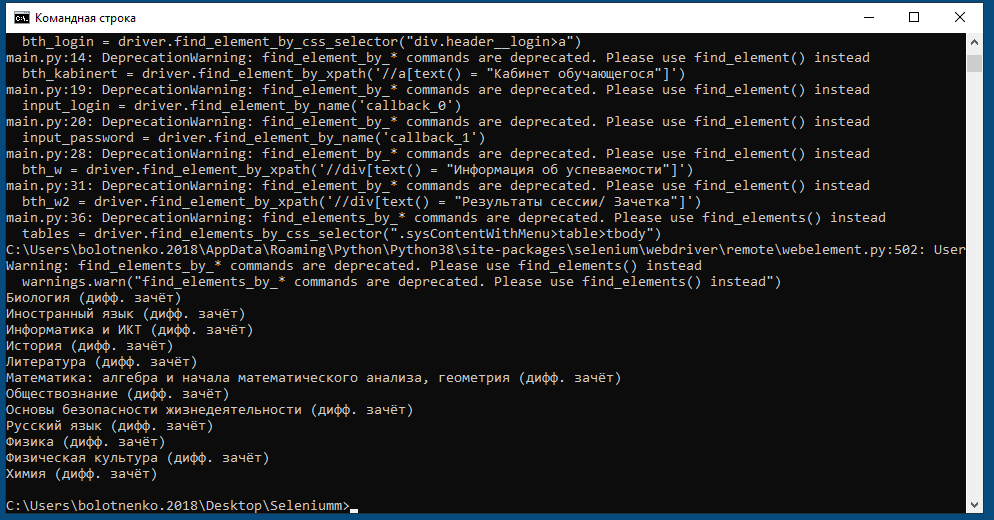 Командная строка
bth_login = driver.find_element_by_css_selector("div.header__login>a")
main.py:14: DeprecationWarning: find_element_by_* commands are deprecated. Please use find_element() instead
bth_kabinert = driver.find_element_by_xpath('//a[text() = "Кабинет обучающегося"]')
main.py:19: DeprecationWarning: find_element_by_* commands are deprecated. Please use find_element() instead
input_login = driver.find_element_by_name('callback_0')
main.py:20: DeprecationWarning: find_element_by_* commands are deprecated. Please use find_element() instead
input_password = driver.find_element_by_name('callback_1')
main.py:28: DeprecationWarning: find_element_by_* commands are deprecated. Please use find_element() instead
bth_w = driver.find_element_by_xpath('//div[text() = "Информация об успеваемости"]')
main.py:31: DeprecationWarning: find_element_by_* commands are deprecated. Please use find_element() instead
bth_w2 = driver.find_element_by_xpath('//div[text() = "Результаты сессии/ Зачетка"]')
main.py:36: DeprecationWarning: find_elements_by_* commands are deprecated. Please use find_elements() instead
tables = driver.find_elements_by_css_selector(".sysContentWithMenu>table>tbody")
C:\Users\bolotnenko.2018\AppData\Roaming\Python\Python38\site-packages\selenium\webdriver\remote\webelement.py:502: User
Warning: find_elements_by_* commands are deprecated. Please use find_elements() instead
warnings.warn("find_elements_by_* commands are deprecated. Please use find_elements() instead")
Биология (дифф. зачёт)
Иностранный язык (дифф. зачёт)
Информатика и ИКТ (дифф. зачёт)
История (дифф. зачёт)
Литература (дифф. зачёт)
Математика: алгебра и начала математического анализа, геометрия (дифф. зачёт)
Обществознание (дифф. зачёт)
Основы безопасности жизнедеятельности (дифф. зачёт)
Русский язык (дифф. зачёт)
Физика (дифф. зачёт)
Физическая культура (дифф. зачёт)
Химия (дифф. зачёт)
C:\Users\bolotnenko.2018\Desktop\Seleniumm>